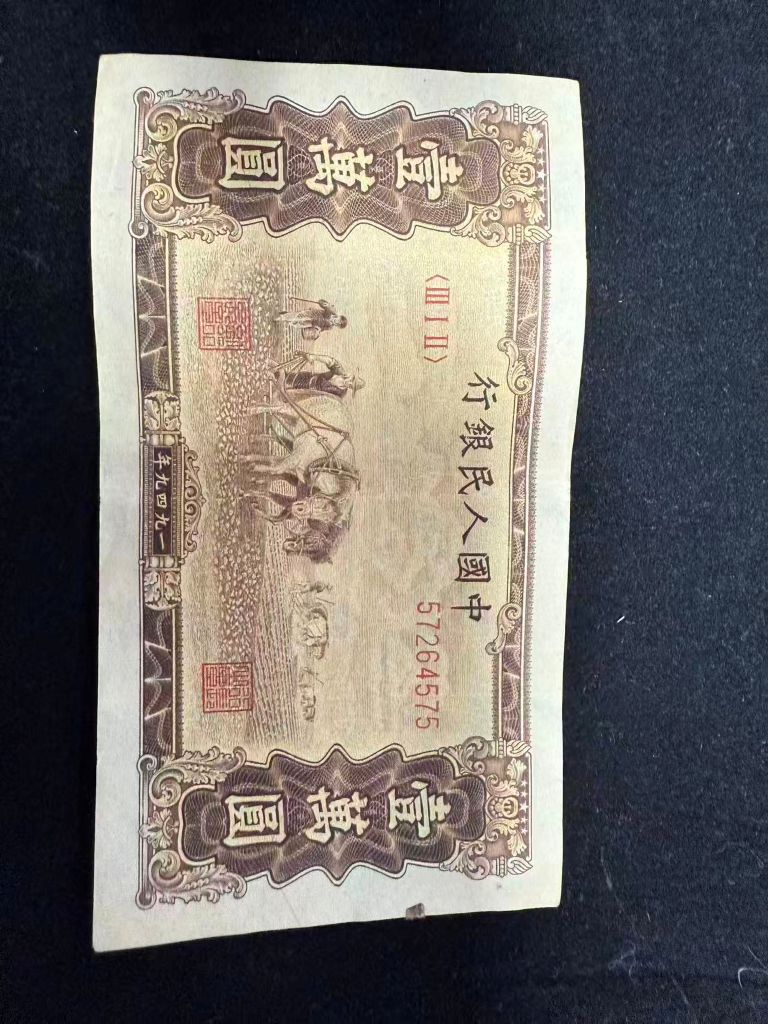 中國人民銀行
〈Ⅲ Ⅰ Ⅱ〉
57264575
壹萬圓
壹萬圓
一九四九年